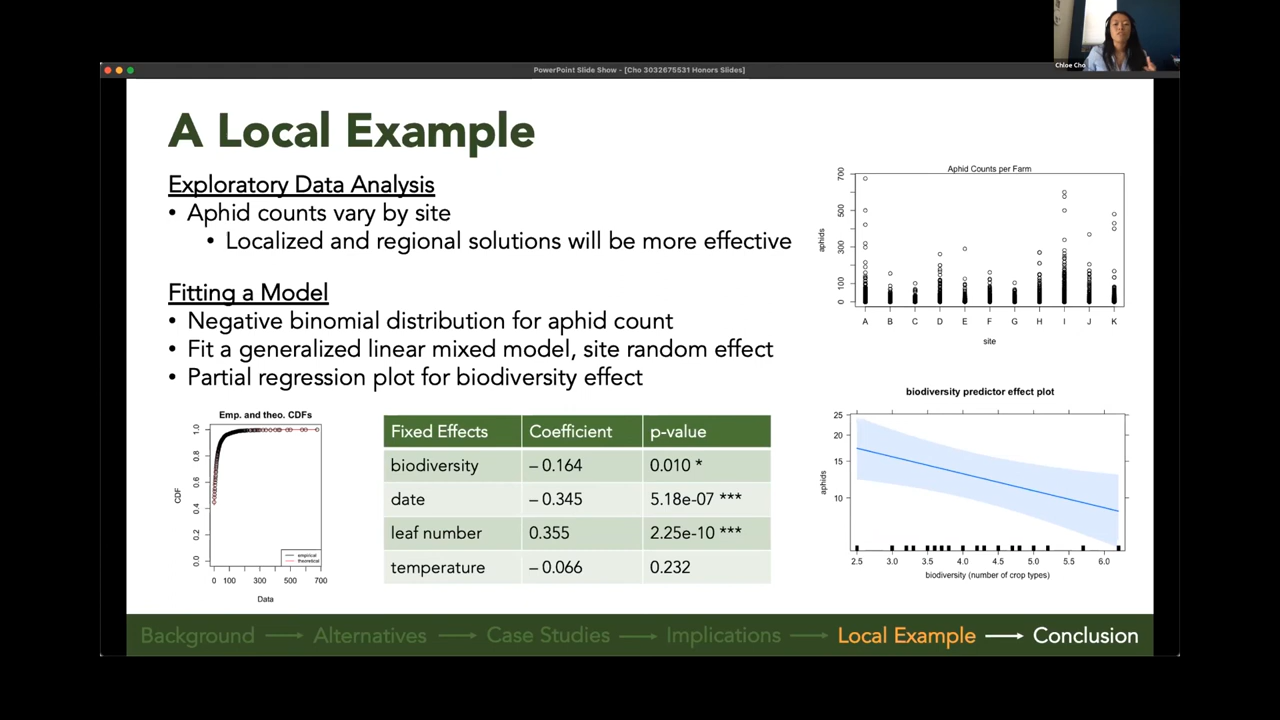 Chloe Cho
PowerPoint Slide Show - [Cho 3032675531 Honors Slides]
A Local Example
Exploratory Data Analysis
• Aphid counts vary by site
• Localized and regional solutions will be more effective
Fitting a Model
• Negative binomial distribution for aphid count
• Fit a generalized linear mixed model, site random effect
• Partial regression plot for biodiversity effect
Aphid Counts per Farm
aphids
700
500
300
100
0
A B C D E F G H I J K
site
Emp. and theo. CDFs
CDF
1.0
0.8
0.6
0.4
0.2
0.0
empirical
theoretical
0 100 300 500 700
Data
Fixed Effects Coefficient p-value
biodiversity – 0.164 0.010 *
date – 0.345 5.18e-07 ***
leaf number 0.355 2.25e-10 ***
temperature – 0.066 0.232
biodiversity predictor effect plot
aphids
25
20
15
10
2.5 3.0 3.5 4.0 4.5 5.0 5.5 6.0
biodiversity (number of crop types)
Background → Alternatives → Case Studies → Implications → Local Example → Conclusion